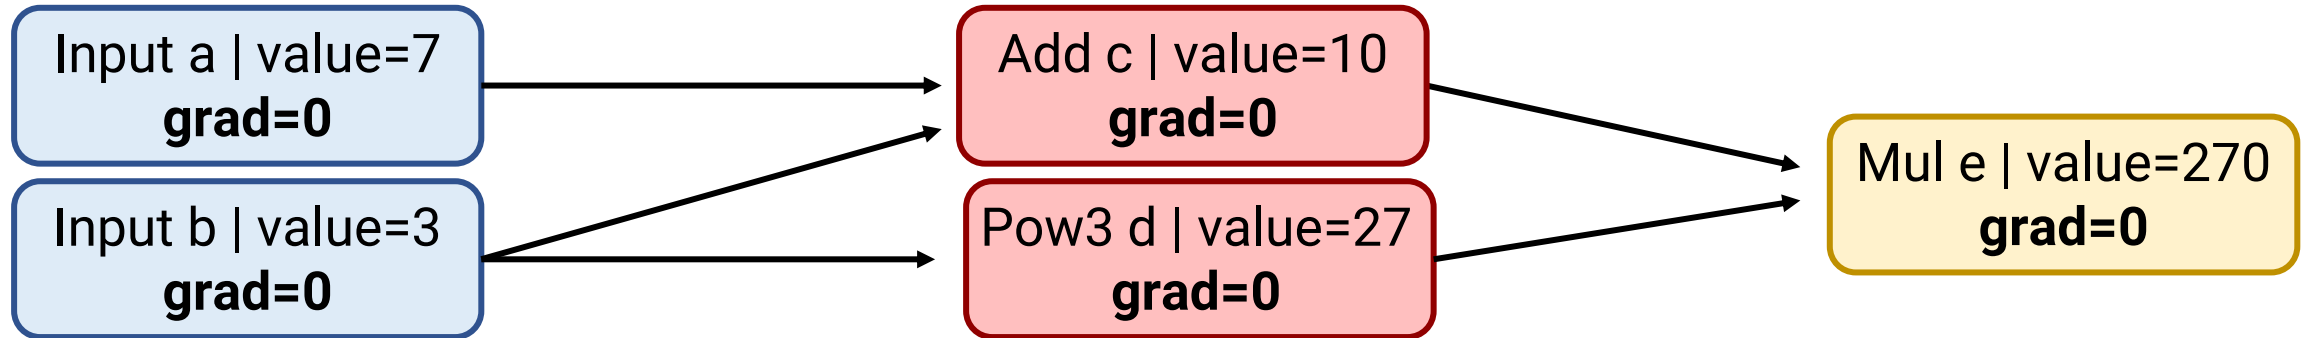 Input a | value=7
grad=0
Input b | value=3
grad=0
Add c | value=10
grad=0
Pow3 d | value=27
grad=0
Mul e | value=270
grad=0